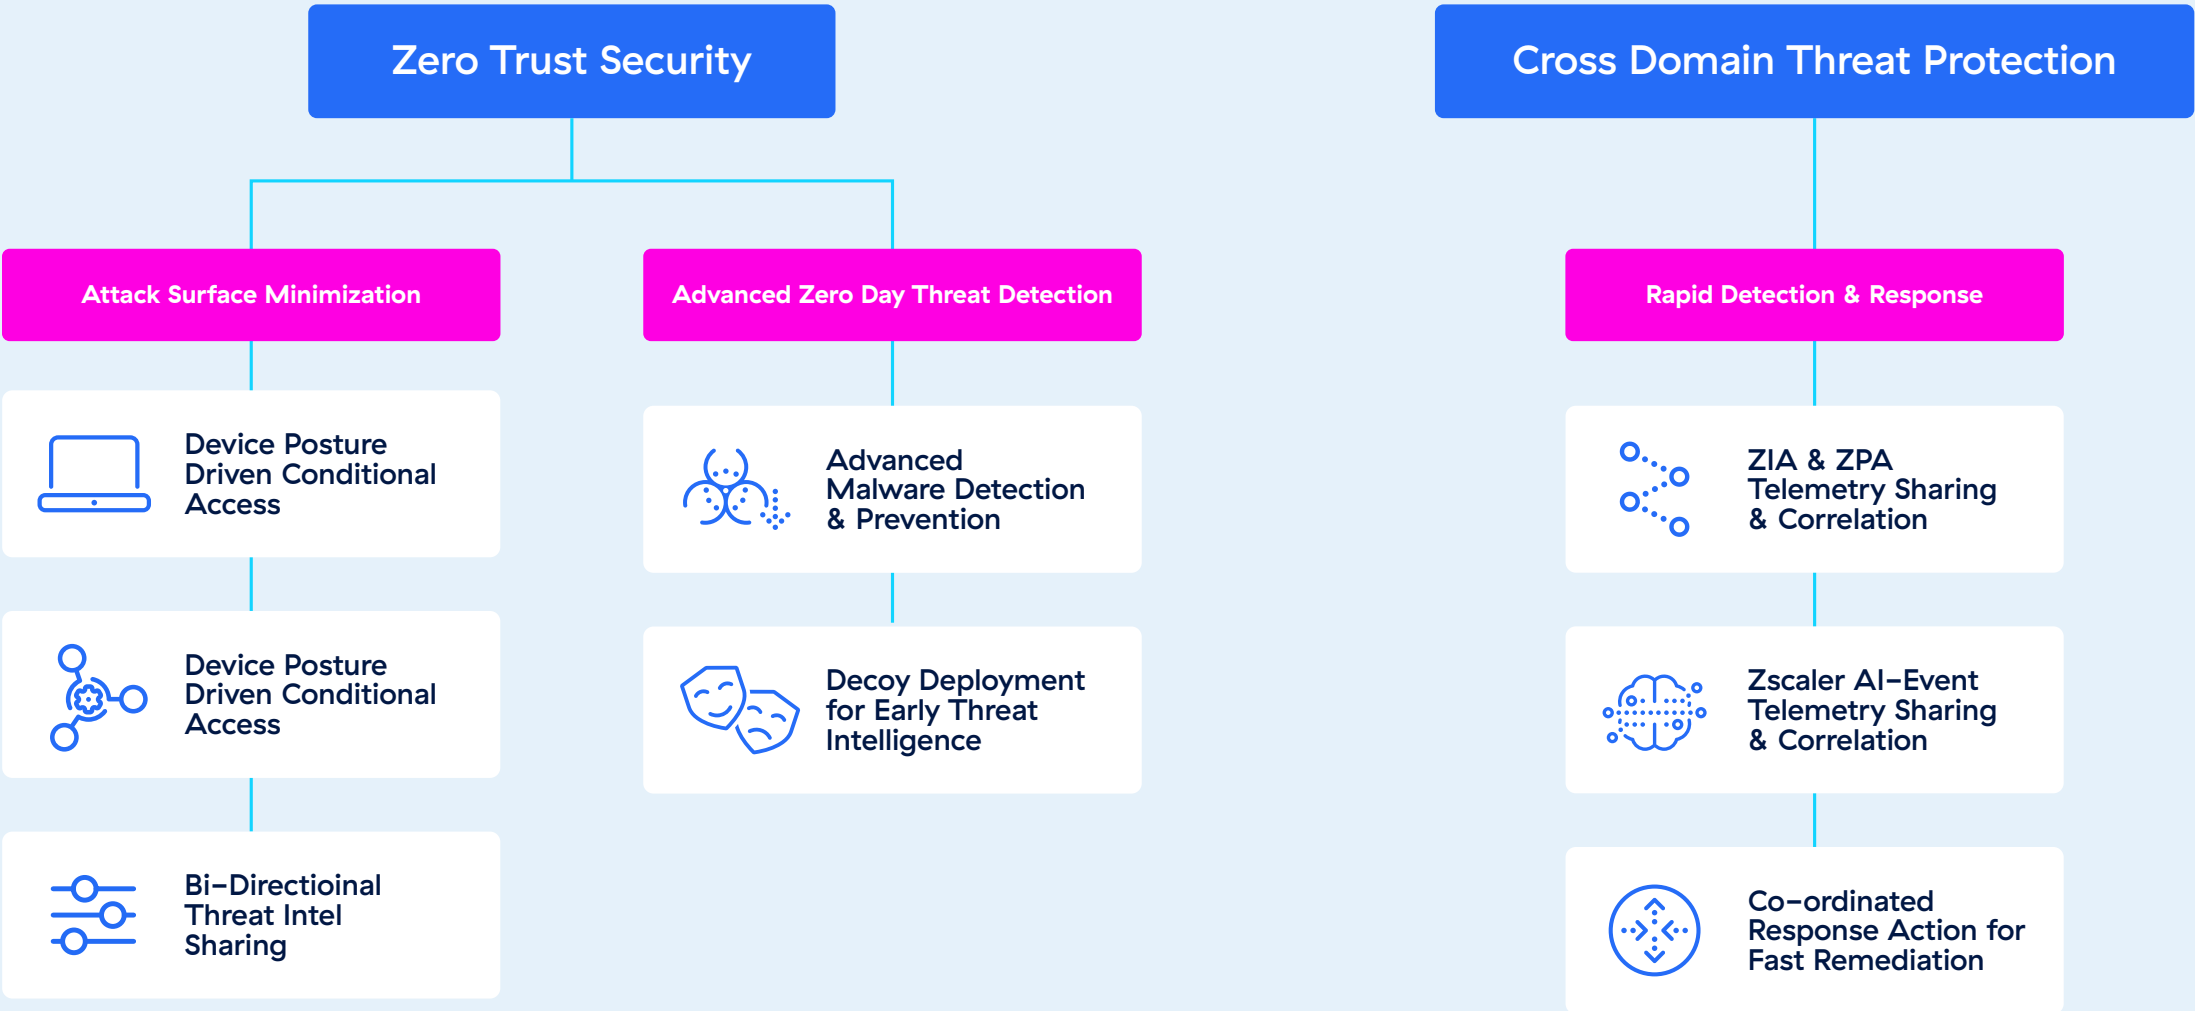 Zero Trust Security
Cross Domain Threat Protection
Attack Surface Minimization
Advanced Zero Day Threat Detection
Rapid Detection & Response
Device Posture
Driven Conditional
Access
Device Posture
Driven Conditional
Access
Bi-Directioinal
Threat Intel
Sharing
Advanced
Malware Detection
& Prevention
Decoy Deployment
for Early Threat
Intelligence
ZIA & ZPA
Telemetry Sharing
& Correlation
Zscaler AI-Event
Telemetry Sharing
& Correlation
Co-ordinated
Response Action for
Fast Remediation